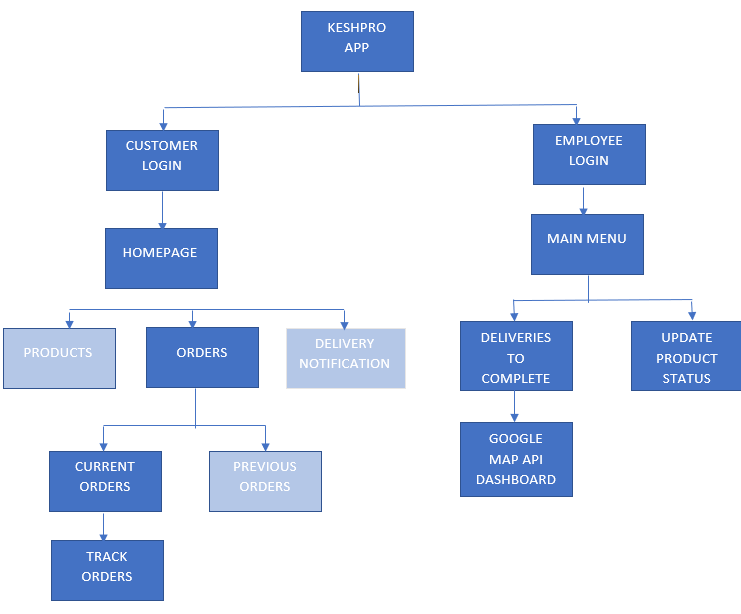 KESHPRO
APP
CUSTOMER
LOGIN
EMPLOYEE
LOGIN
HOMEPAGE
MAIN MENU
PRODUCTS
ORDERS
DELIVERY
NOTIFICATION
DELIVERIES
TO
COMPLETE
UPDATE
PRODUCT
STATUS
CURRENT
ORDERS
PREVIOUS
ORDERS
GOOGLE
MAP API
DASHBOARD
TRACK
ORDERS